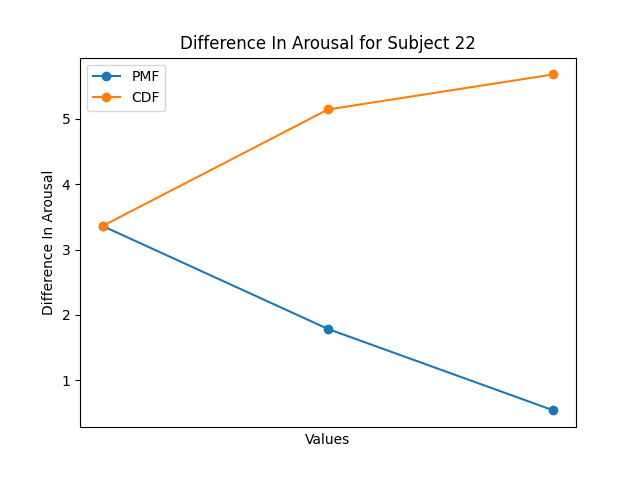 Difference In Arousal for Subject 22
PMF
CDF
5
4
3
2
1
Difference In Arousal
Values